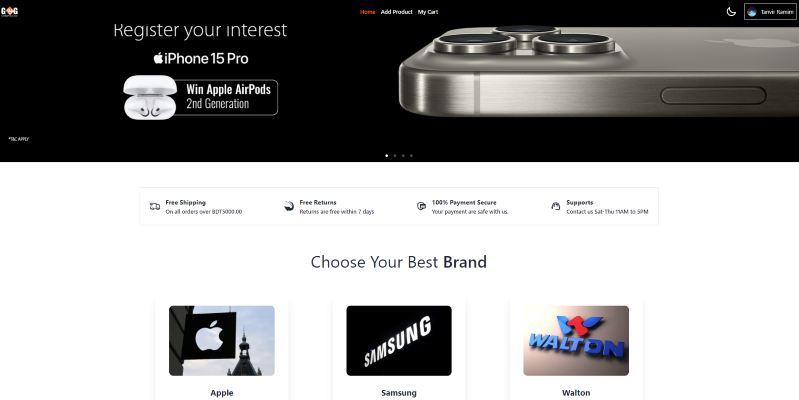 GOG
Home Add Product My Cart
Tanvir Ramim
Register your interest
iPhone 15 Pro
Win Apple AirPods
2nd Generation
*T&C APPLY
Free Shipping
On all orders over BDT5000.00
Free Returns
Returns are free within 7 days
100% Payment Secure
Your payment are safe with us.
Supports
Contact us Sat-Thu 11AM to 5PM
Choose Your Best Brand
SAMSUNG
WALTON
Apple
Samsung
Walton